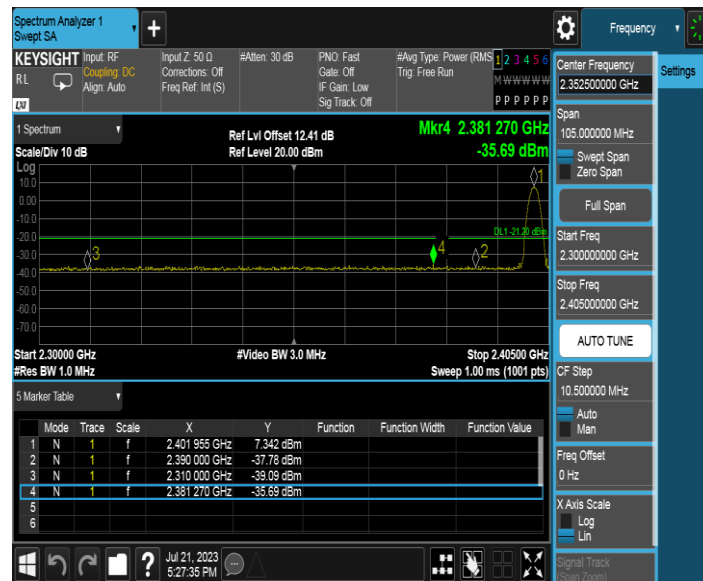 Spectrum Analyzer 1
Swept SA
Frequency
KEYSIGHT
RL
LXI
Input: RF
Coupling: DC
Align: Auto
Input Z: 50 Ω
Corrections: Off
Freq Ref: Int (S)
#Atten: 30 dB
PNO: Fast
Gate: Off
IF Gain: Low
Sig Track: Off
#Avg Type: Power (RMS
Trig: Free Run
1 2 3 4 5 6
M W W W W W
P P P P P P
Center Frequency
2.352500000 GHz
Settings
1 Spectrum
Scale/Div 10 dB
Ref Lvl Offset 12.41 dB
Ref Level 20.00 dBm
Mkr4 2.381 270 GHz
-35.69 dBm
Log
10.0
0.00
-10.0
-20.0
-30.0
-40.0
-50.0
-60.0
-70.0
1
DL1 -21.20 dBm
3
4
2
Start 2.30000 GHz
#Video BW 3.0 MHz
Stop 2.40500 GHz
#Res BW 1.0 MHz
Sweep 1.00 ms (1001 pts)
Span
105.000000 MHz
Swept Span
Zero Span
Full Span
Start Freq
2.300000000 GHz
Stop Freq
2.405000000 GHz
AUTO TUNE
CF Step
10.500000 MHz
Auto
Man
Freq Offset
0 Hz
X Axis Scale
Log
Lin
Signal Track
(Span Zoom)
5 Marker Table
Mode Trace Scale X Y Function Function Width Function Value
1 N 1 f 2.401 955 GHz 7.342 dBm
2 N 1 f 2.390 000 GHz -37.78 dBm
3 N 1 f 2.310 000 GHz -39.09 dBm
4 N 1 f 2.381 270 GHz -35.69 dBm
5
6
?
Jul 21, 2023
5:27:35 PM